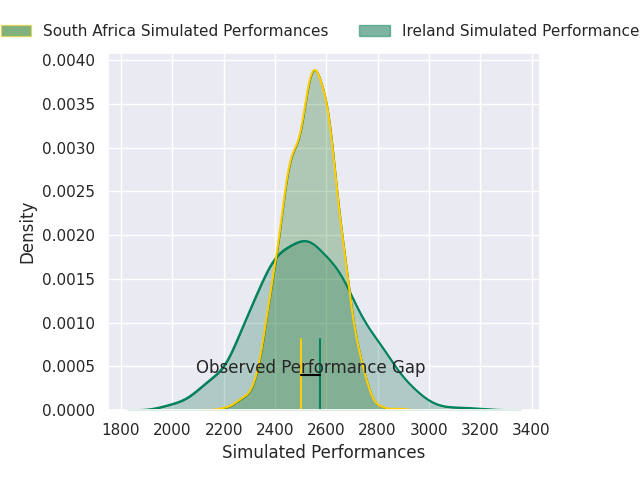 South Africa Simulated Performances Ireland Simulated Performance
0.0040
0.0035
0.0030
0.0025
0.0020
0.0015
0.0010
0.0005
0.0000
Density
Observed Performance Gap
1800 2000 2200 2400 2600 2800 3000 3200 3400
Simulated Performances